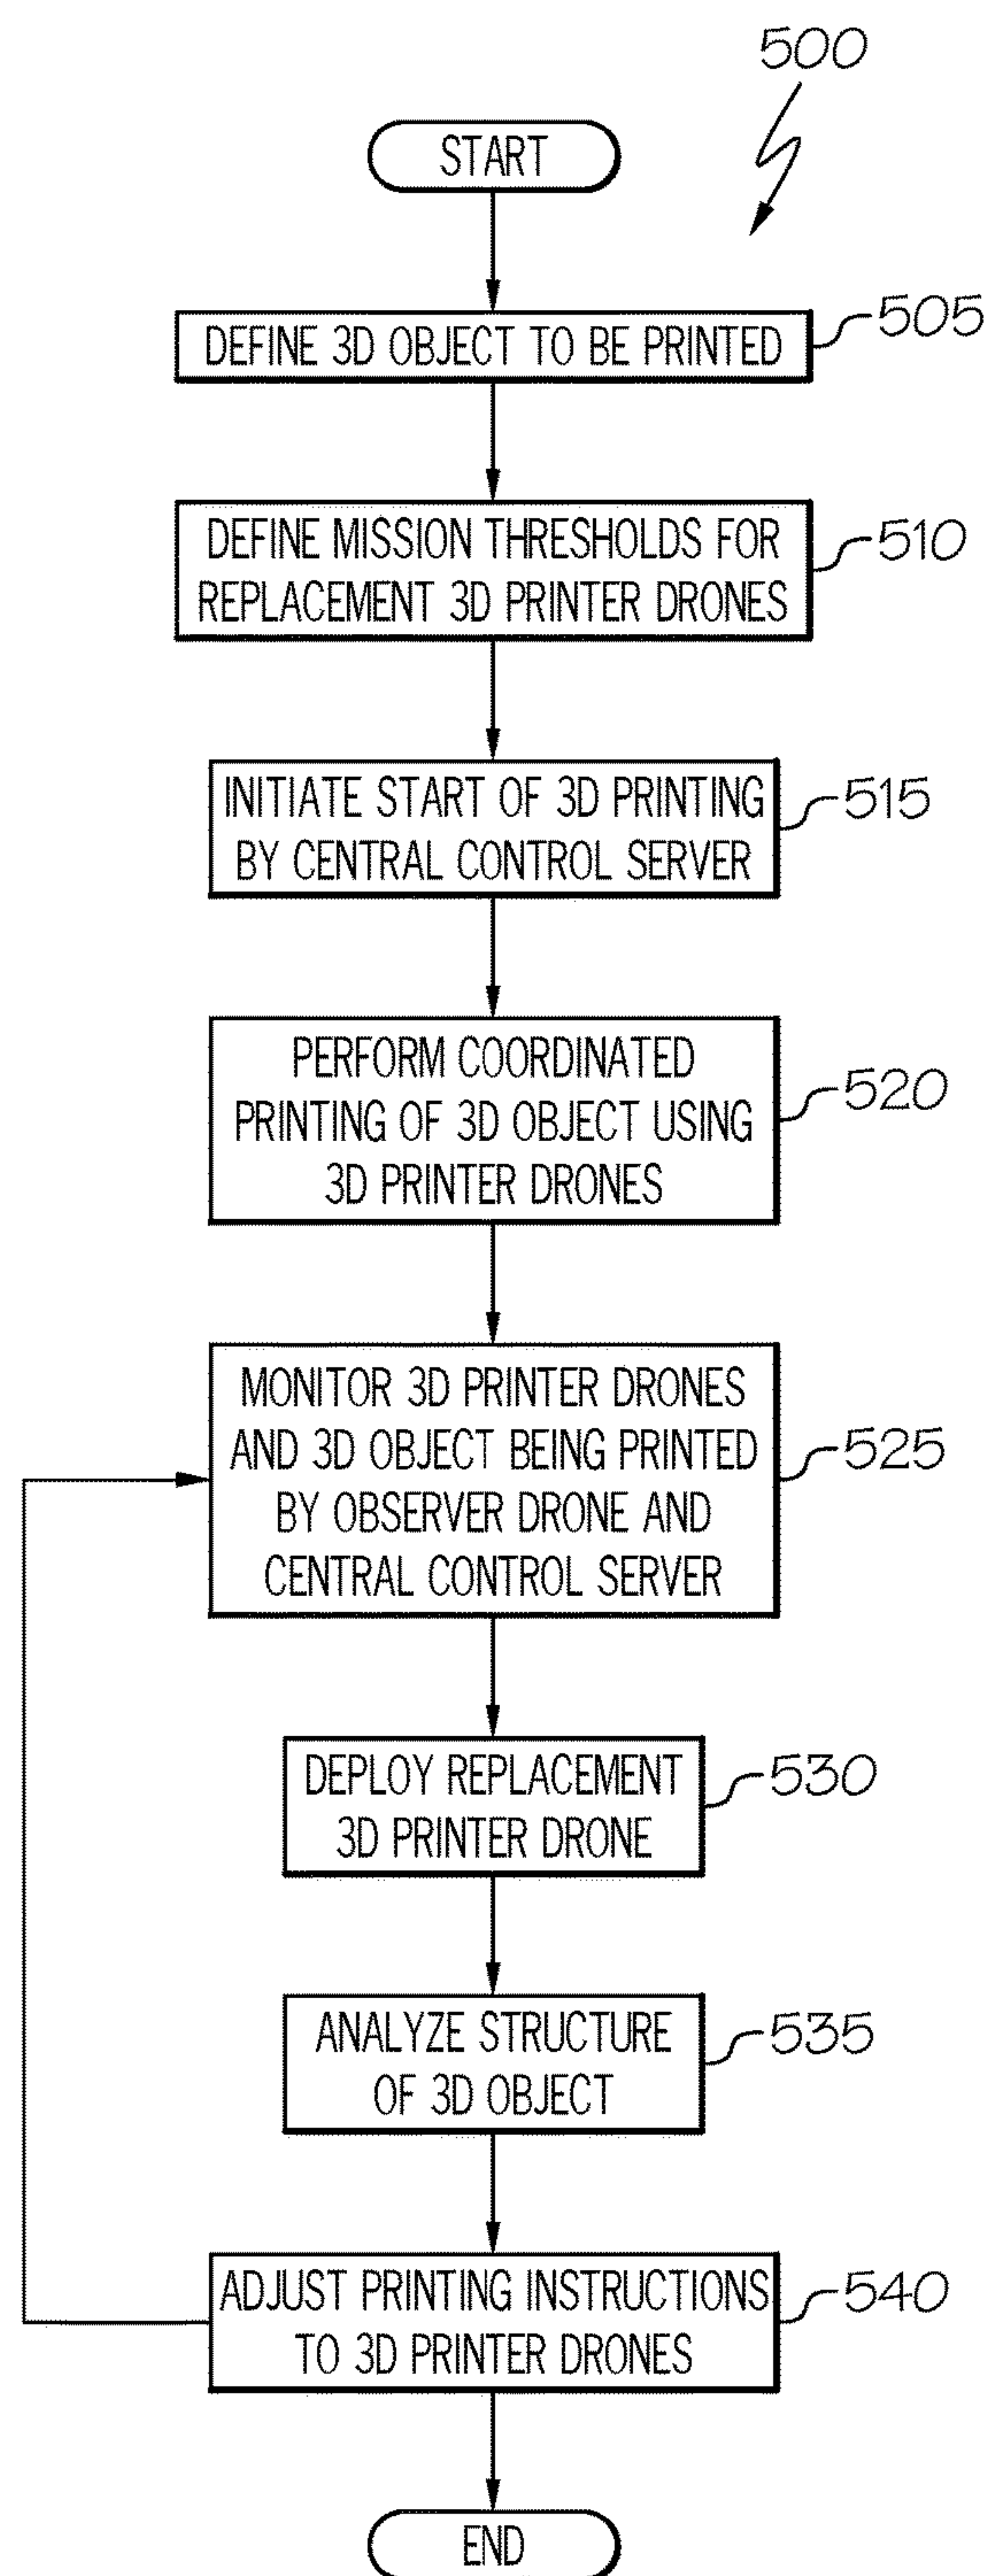 500
START
DEFINE 3D OBJECT TO BE PRINTED
505
DEFINE MISSION THRESHOLDS FOR
REPLACEMENT 3D PRINTER DRONES
510
INITIATE START OF 3D PRINTING
BY CENTRAL CONTROL SERVER
515
PERFORM COORDINATED
PRINTING OF 3D OBJECT USING
3D PRINTER DRONES
520
MONITOR 3D PRINTER DRONES
AND 3D OBJECT BEING PRINTED
BY OBSERVER DRONE AND
CENTRAL CONTROL SERVER
525
DEPLOY REPLACEMENT
3D PRINTER DRONE
530
ANALYZE STRUCTURE
OF 3D OBJECT
535
ADJUST PRINTING INSTRUCTIONS
TO 3D PRINTER DRONES
540
END